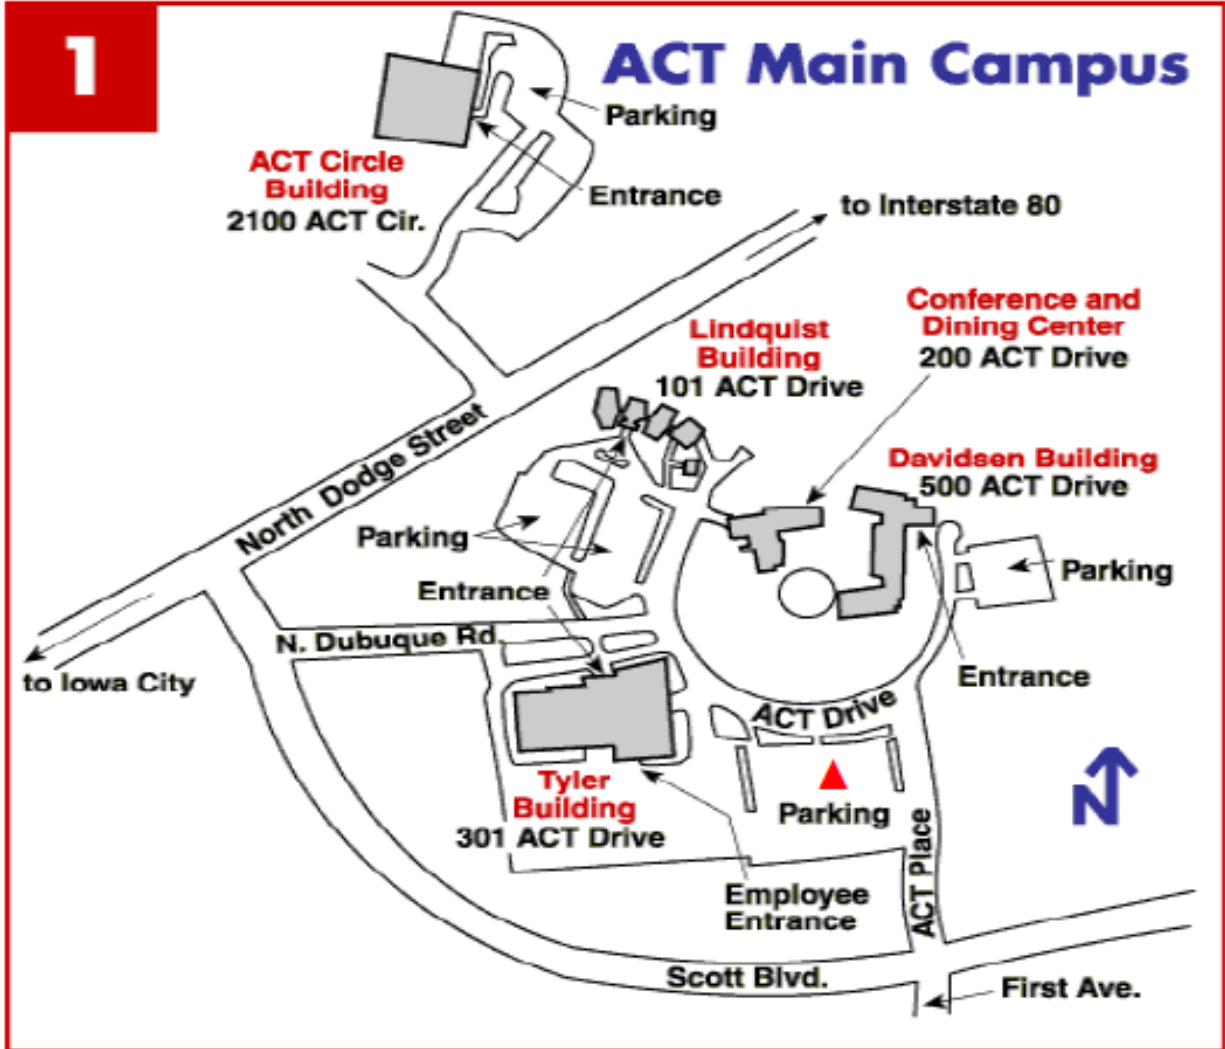 1
ACT Main Campus
Parking
ACT Circle
Building
2100 ACT Cir.
Entrance
to Interstate 80
Conference and
Dining Center
200 ACT Drive
Lindquist
Building
101 ACT Drive
North Dodge Street
Davidsen Building
500 ACT Drive
Parking
Parking
Entrance
N. Dubuque Rd.
to Iowa City
Entrance
ACT Drive
Tyler
Building
301 ACT Drive
Parking
N
ACT Place
Employee
Entrance
Scott Blvd.
First Ave.